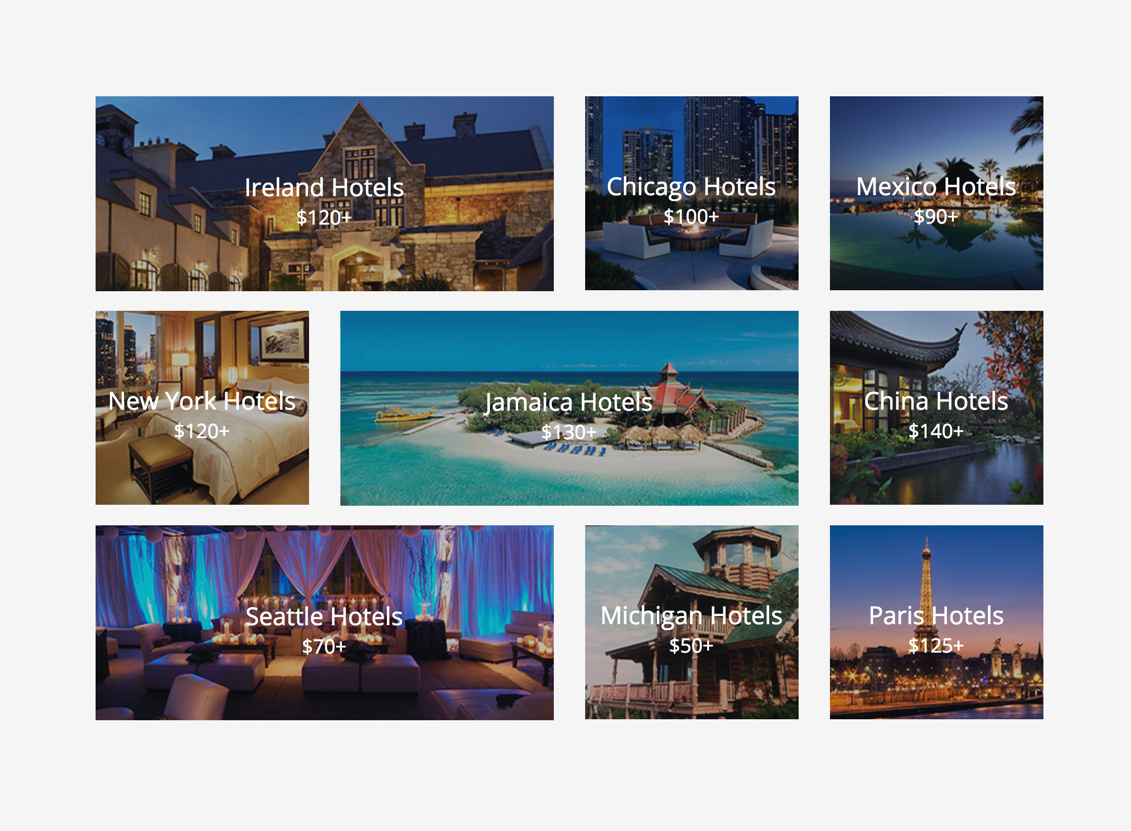 Ireland Hotels
$120+
Chicago Hotels
$100+
Mexico Hotels
$90+
New York Hotels
$120+
Jamaica Hotels
$130+
China Hotels
$140+
Seattle Hotels
$70+
Michigan Hotels
$50+
Paris Hotels
$125+